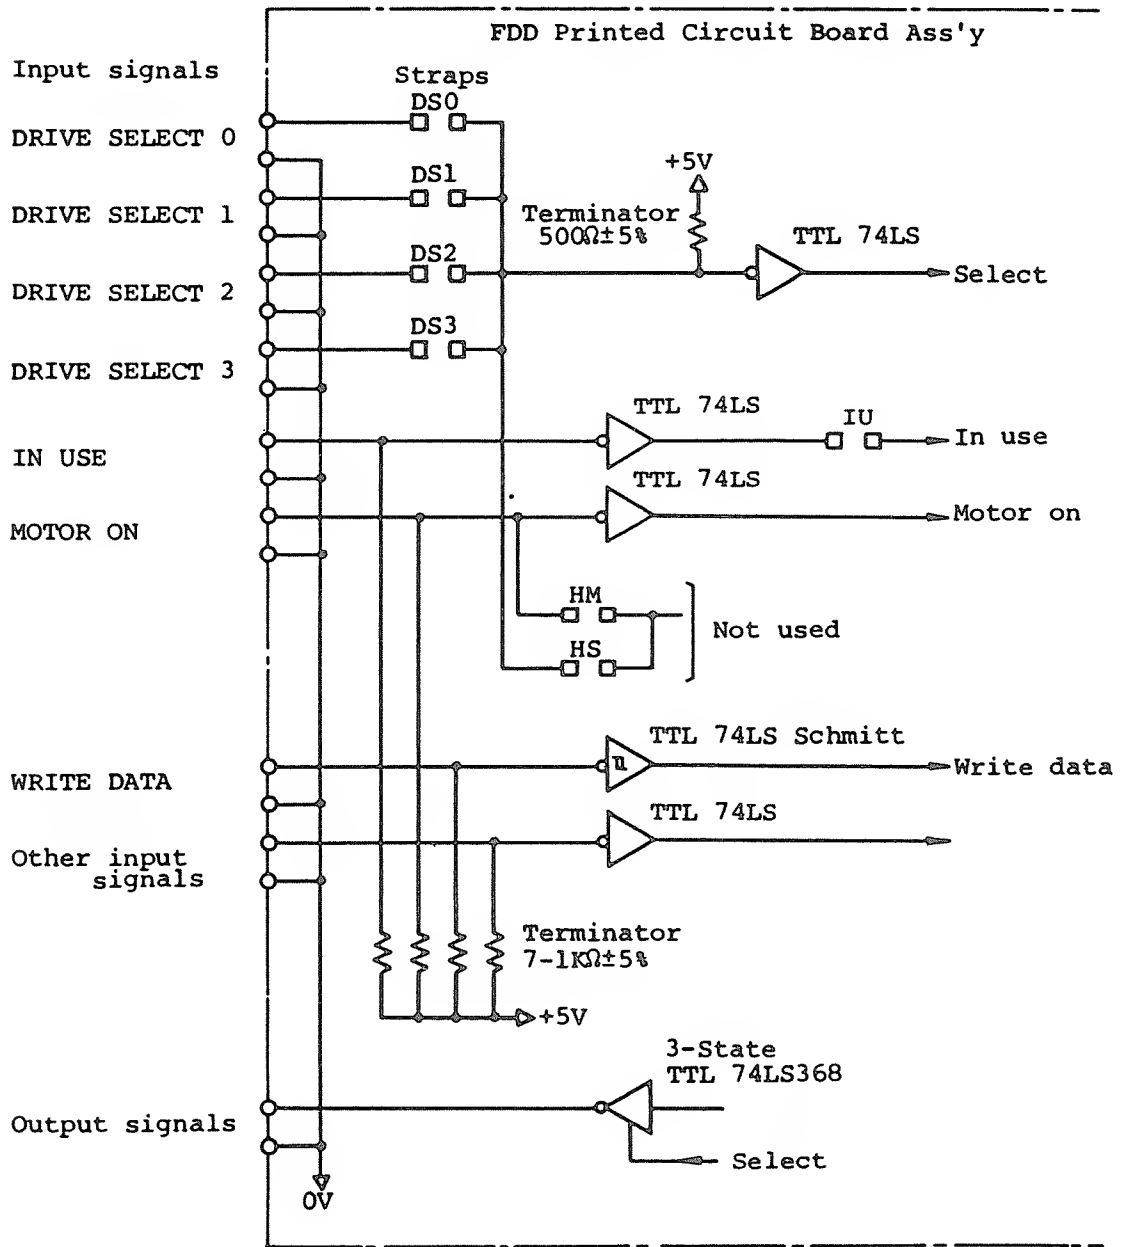 FDD Printed Circuit Board Ass'y
Input signals
Straps
DS0
DRIVE SELECT 0
+5V
DS1
DRIVE SELECT 1
Terminator
500Ω±5%
TTL 74LS
DS2
Select
DRIVE SELECT 2
DS3
DRIVE SELECT 3
TTL 74LS
IU
In use
IN USE
TTL 74LS
Motor on
MOTOR ON
HM
Not used
HS
TTL 74LS Schmitt
Write data
WRITE DATA
TTL 74LS
Other input
signals
Terminator
7-1KΩ±5%
+5V
3-State
TTL 74LS368
Output signals
Select
0V